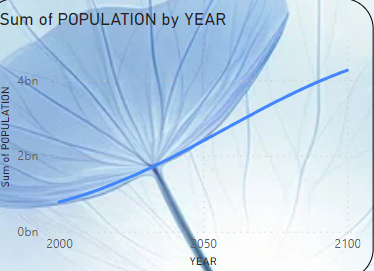 Sum of POPULATION by YEAR
Sum of POPULATION
4bn
2bn
0bn
2000
2050
2100
YEAR